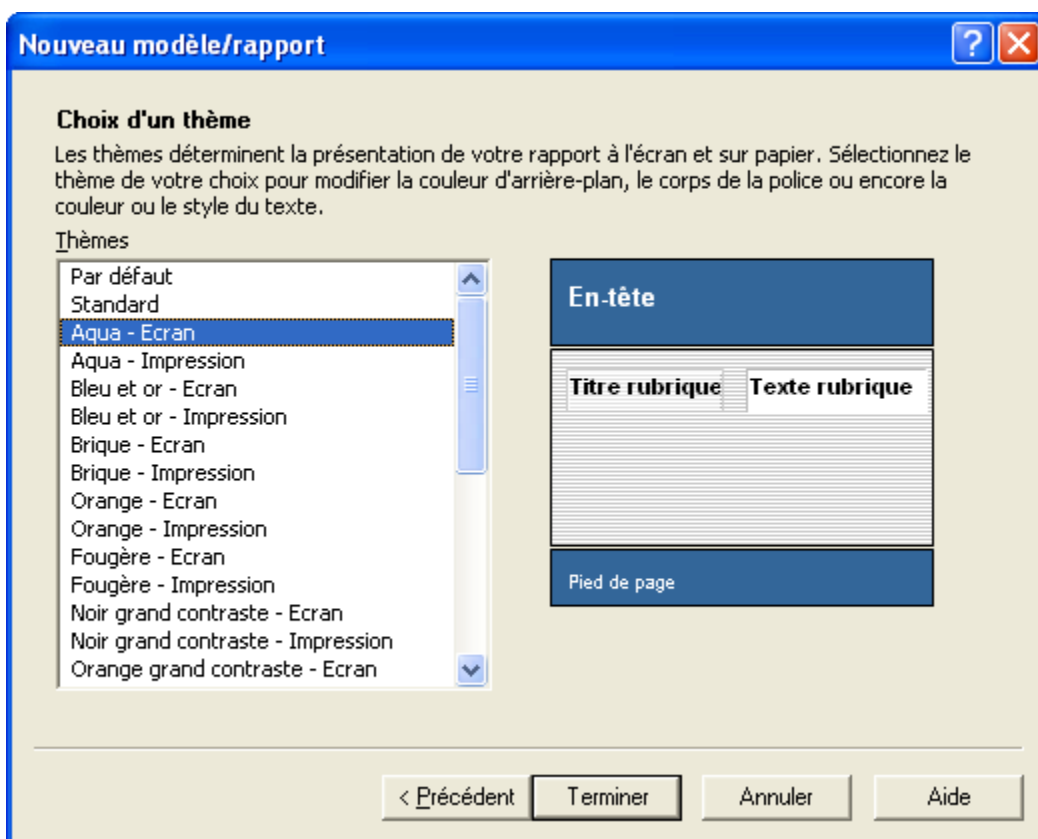 Nouveau modèle/rapport
Choix d'un thème
Les thèmes déterminent la présentation de votre rapport à l'écran et sur papier. Sélectionnez le
thème de votre choix pour modifier la couleur d'arrière-plan, le corps de la police ou encore la
couleur ou le style du texte.
Thèmes
Par défaut
Standard
Aqua - Ecran
Aqua - Impression
Bleu et or - Ecran
Bleu et or - Impression
Brique - Ecran
Brique - Impression
Orange - Ecran
Orange - Impression
Fougère - Ecran
Fougère - Impression
Noir grand contraste - Ecran
Noir grand contraste - Impression
Orange grand contraste - Ecran
En-tête
Titre rubrique Texte rubrique
Pied de page
< Précédent Terminer Annuler Aide